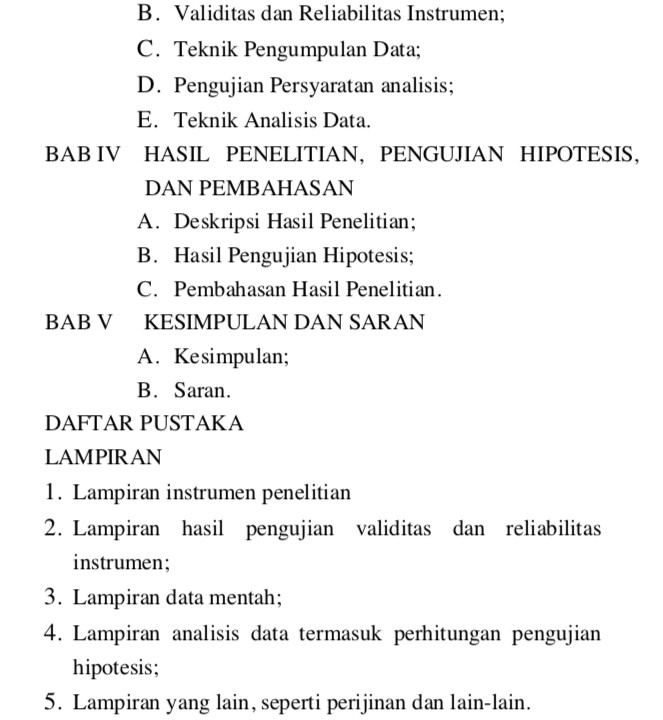 B. Validitas dan Reliabilitas Instrumen;
C. Teknik Pengumpulan Data;
D. Pengujian Persyaratan analisis;
E. Teknik Analisis Data.
BAB IV HASIL PENELITIAN, PENGUJIAN HIPOTESIS,
DAN PEMBAHASAN
A. Deskripsi Hasil Penelitian;
B. Hasil Pengujian Hipotesis;
C. Pembahasan Hasil Penelitian.
BAB V KESIMPULAN DAN SARAN
A. Kesimpulan;
B. Saran.
DAFTAR PUSTAKA
LAMPIRAN
1. Lampiran instrumen penelitian
2. Lampiran hasil pengujian validitas dan reliabilitas
instrumen;
3. Lampiran data mentah;
4. Lampiran analisis data termasuk perhitungan pengujian
hipotesis;
5. Lampiran yang lain, seperti perijinan dan lain-lain.